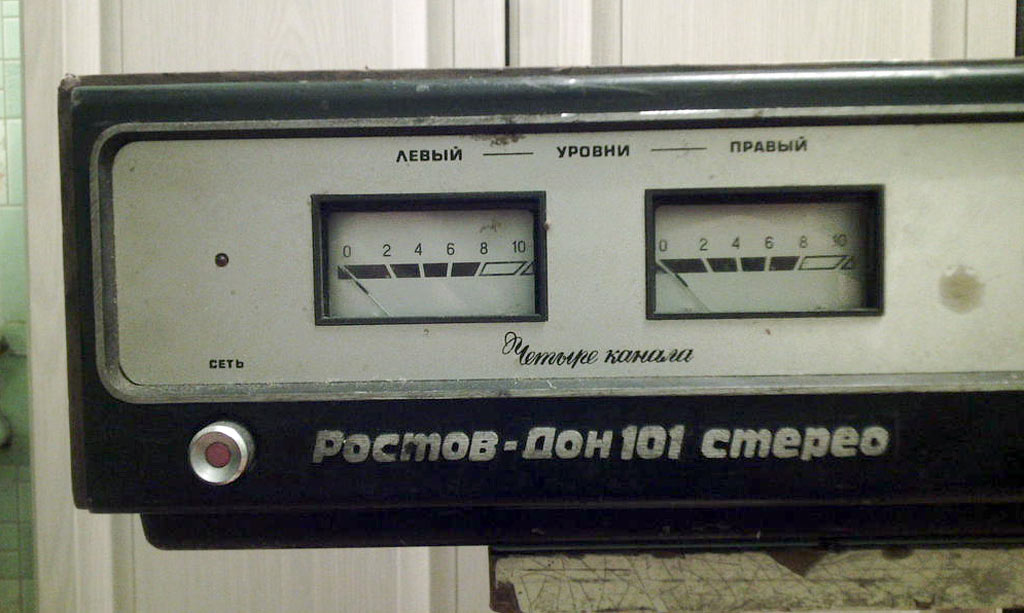 ЛЕВЫЙ — УРОВНИ — ПРАВЫЙ
0 2 4 6 8 10
0 2 4 6 8 10
Четыре канала
СЕТЬ
Ростов-Дон 101 стерео